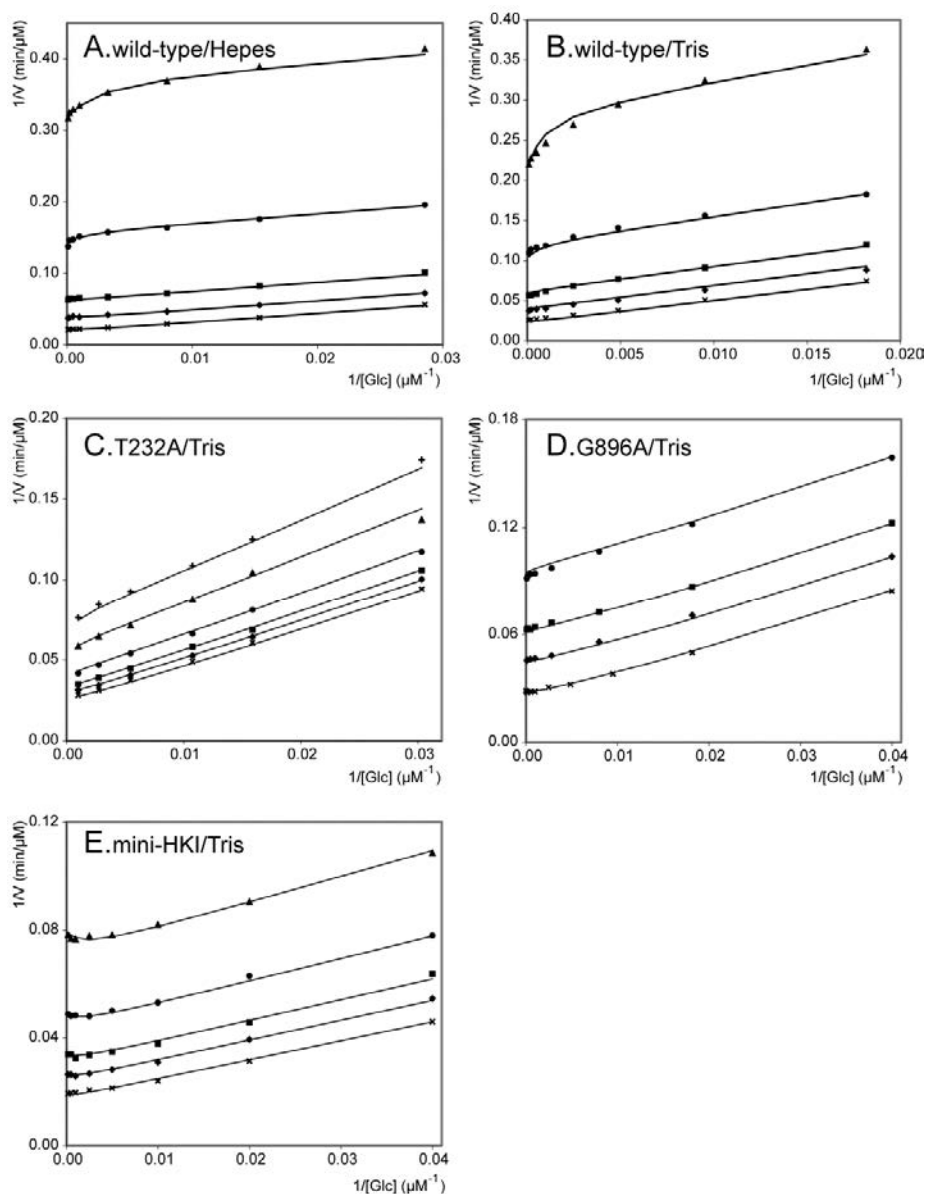 A.wild-type/Hepes
1/V (min/µM)
0.40
0.30
0.20
0.10
0.00
0.00 0.01 0.02 0.03
1/[Glc] (µM⁻¹)
B.wild-type/Tris
1/V (min/µM)
0.40
0.35
0.30
0.25
0.20
0.15
0.10
0.05
0.00
0.000 0.005 0.010 0.015 0.020
1/[Glc] (µM⁻¹)
C.T232A/Tris
1/V (min/µM)
0.20
0.15
0.10
0.05
0.00
0.00 0.01 0.02 0.03
1/[Glc] (µM⁻¹)
D.G896A/Tris
1/V (min/µM)
0.18
0.12
0.06
0.00
0.00 0.01 0.02 0.03 0.04
1/[Glc] (µM⁻¹)
E.mini-HKI/Tris
1/V (min/µM)
0.12
0.08
0.04
0.00
0.00 0.01 0.02 0.03 0.04
1/[Glc] (µM⁻¹)